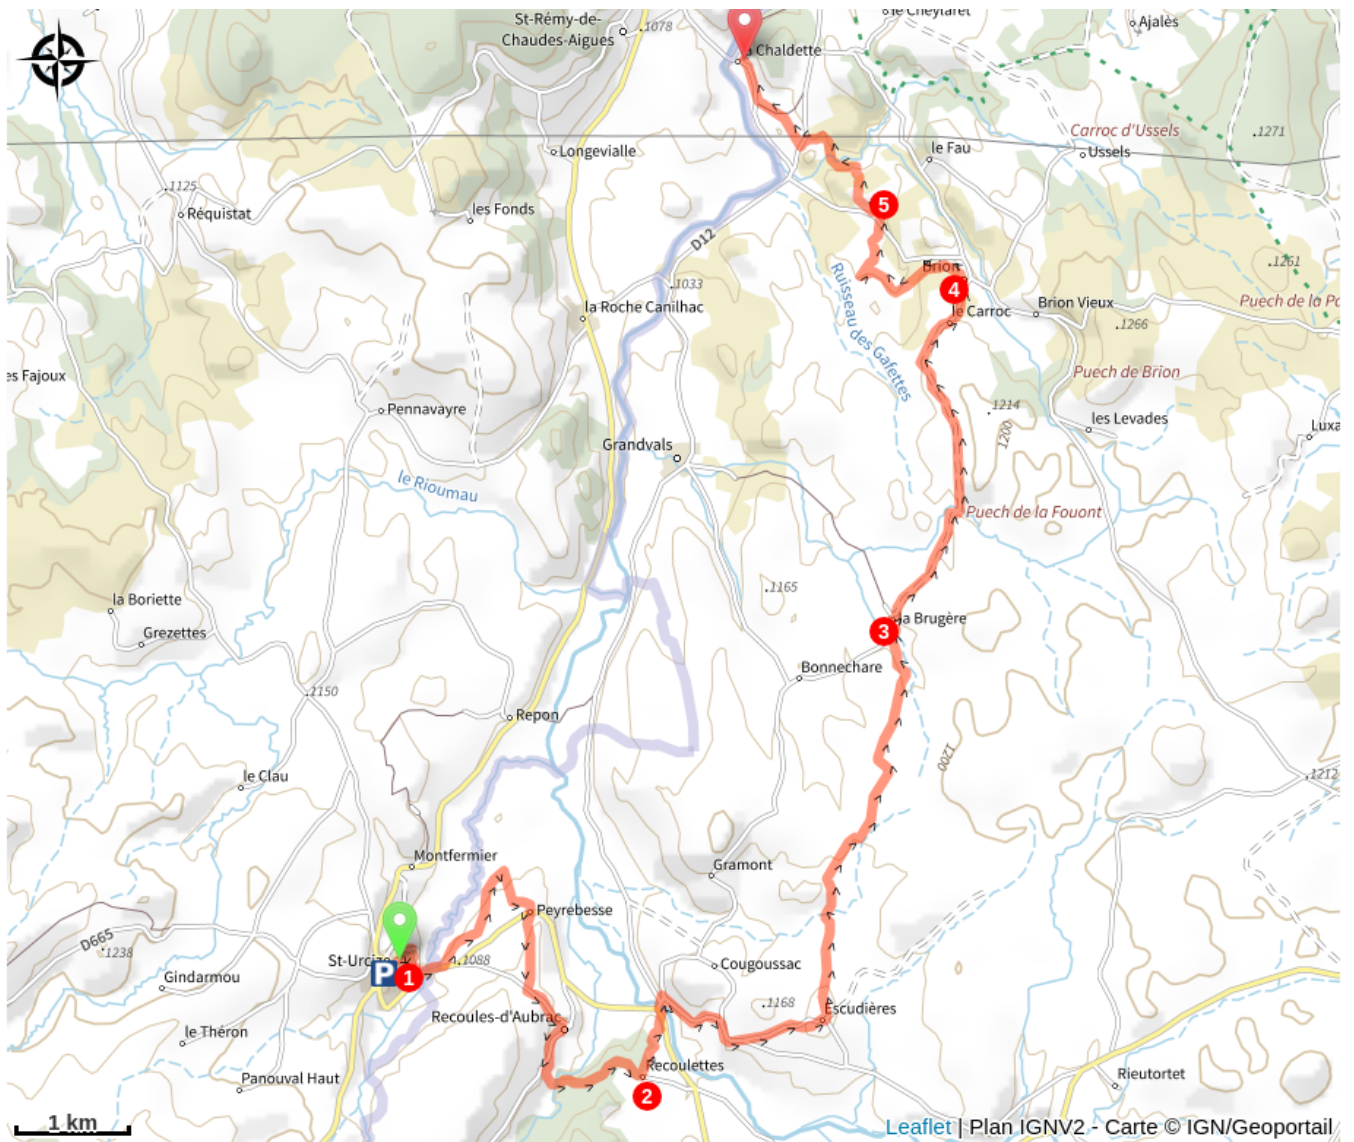 St-Rémy-de-
Chaudes-Aigues
1078
le Cheylaret
Ajalès
a Chaldette
Carroc d'Ussels
1271
Longevialle
le Fau
Ussels
1125
Réquistat
les Fonds
5
D12
1261
Brion
1033
4
la Roche Canilhac
Ruisseau des Gafettes
le Carroc
Brion Vieux
Puech de la Pa
1266
es Fajoux
Puech de Brion
Pennavayre
1214
les Levades
Luxa
1200
Grandvals
le Rioumau
Puech de la Fouont
1165
la Boriette
la Brugère
Grezettes
3
Bonnechare
1150
Repon
1200
le Clau
1212
Montfermier
Gramont
Peyrebesse
D665
1238
St-Urcize
1088
Cougoussac
P
1
Gindarmou
1168
Escudières
Recoules-d'Aubrac
le Théron
Recoulettes
Panouval Haut
Rieutortet
2
1 km
Leaflet | Plan IGNV2 - Carte © IGN/Geoportail